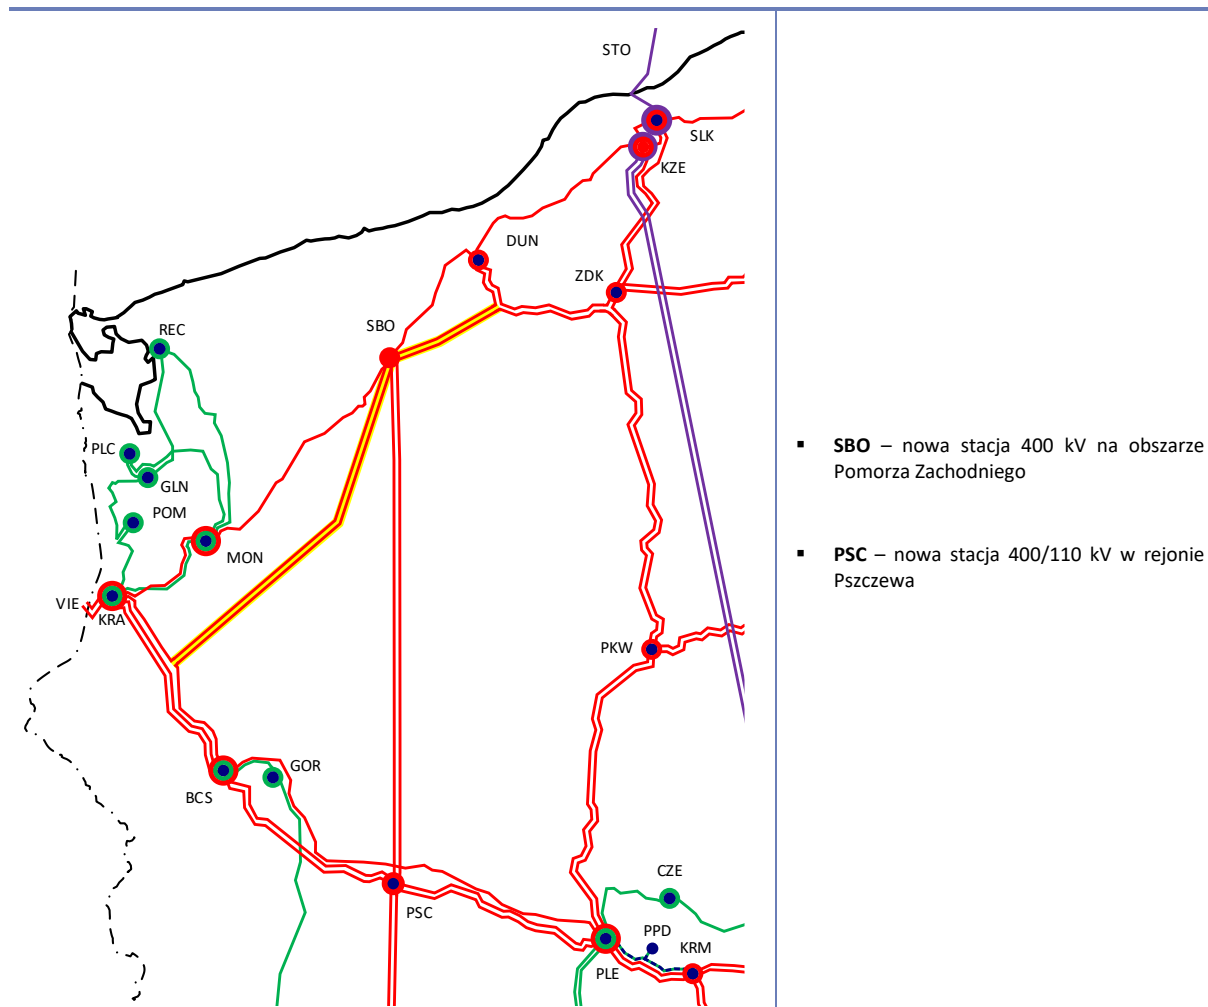 STO
SLK
KZE
DUN
ZDK
SBO
REC
PLC
GLN
POM
MON
VIE
KRA
PKW
GOR
BCS
CZE
PSC
PPD
KRM
PLE
▪ SBO – nowa stacja 400 kV na obszarze
Pomorza Zachodniego
▪ PSC – nowa stacja 400/110 kV w rejonie
Pszczewa